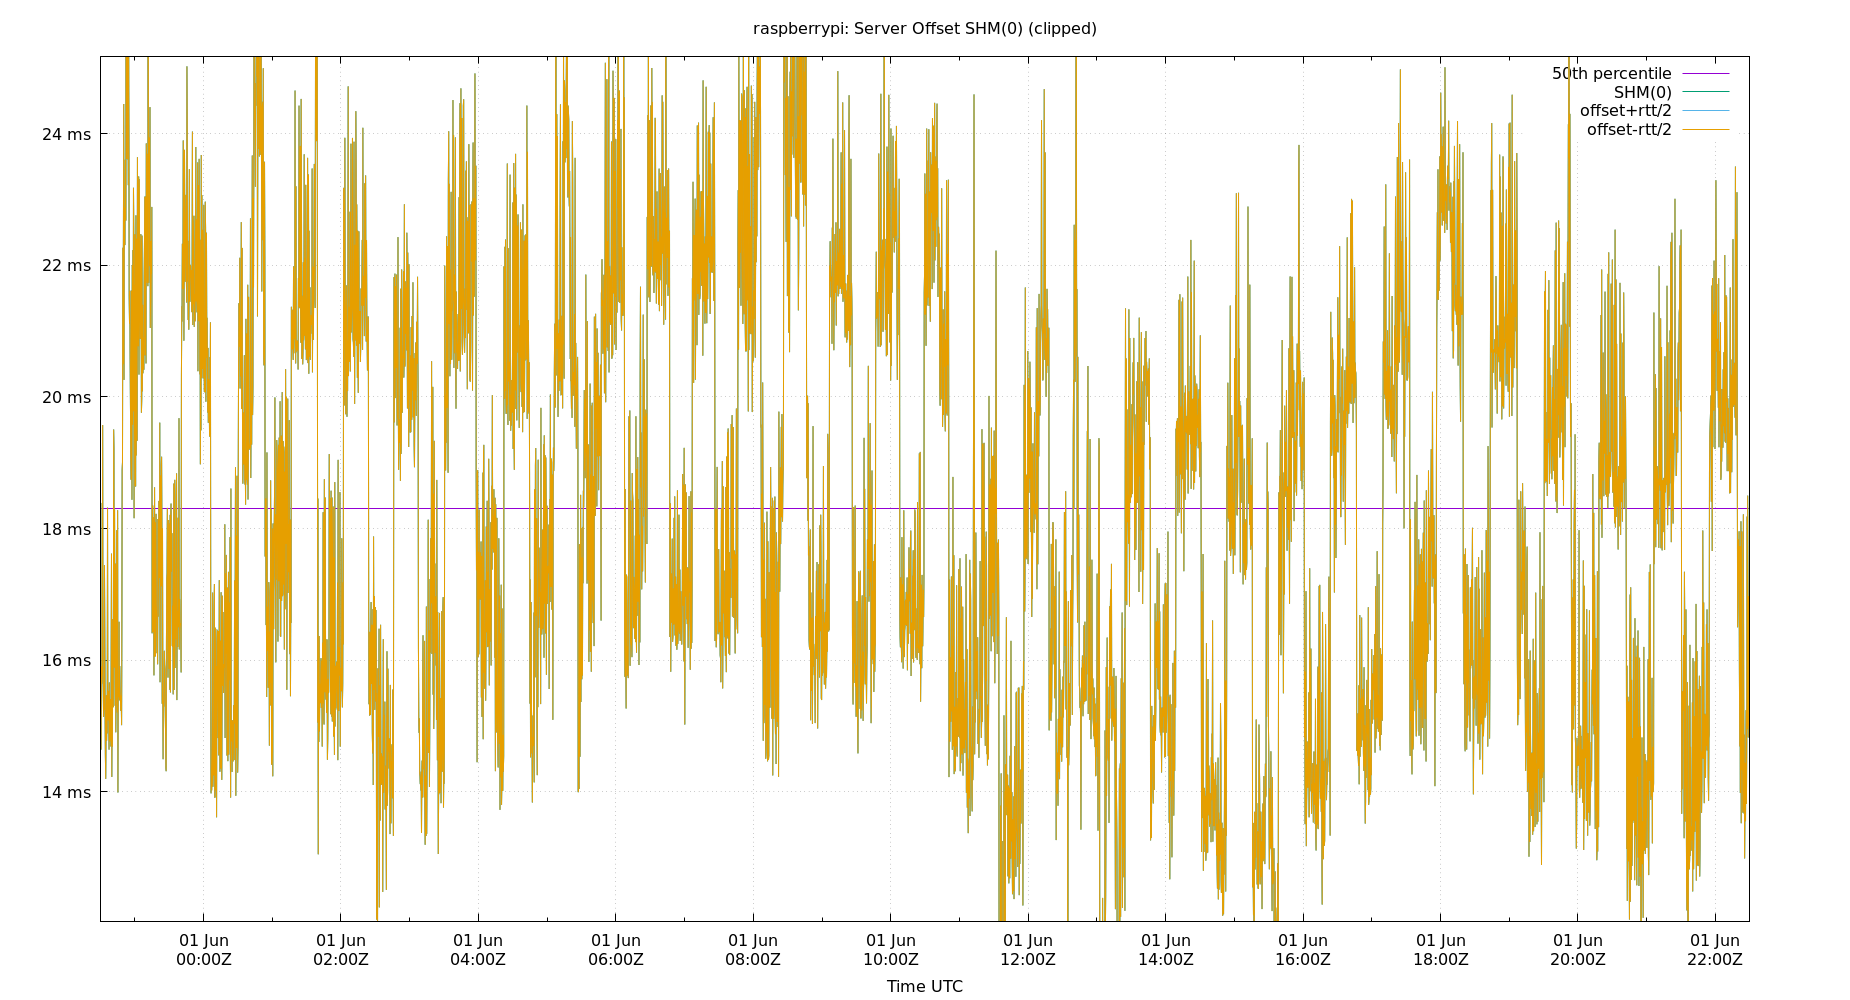 raspberrypi: Server Offset SHM(0) (clipped)
50th percentile
SHM(0)
offset+rtt/2
offset-rtt/2
24 ms
22 ms
20 ms
18 ms
16 ms
14 ms
01 Jun 01 Jun 01 Jun 01 Jun 01 Jun 01 Jun 01 Jun 01 Jun 01 Jun 01 Jun 01 Jun 01 Jun
00:00Z 02:00Z 04:00Z 06:00Z 08:00Z 10:00Z 12:00Z 14:00Z 16:00Z 18:00Z 20:00Z 22:00Z
Time UTC